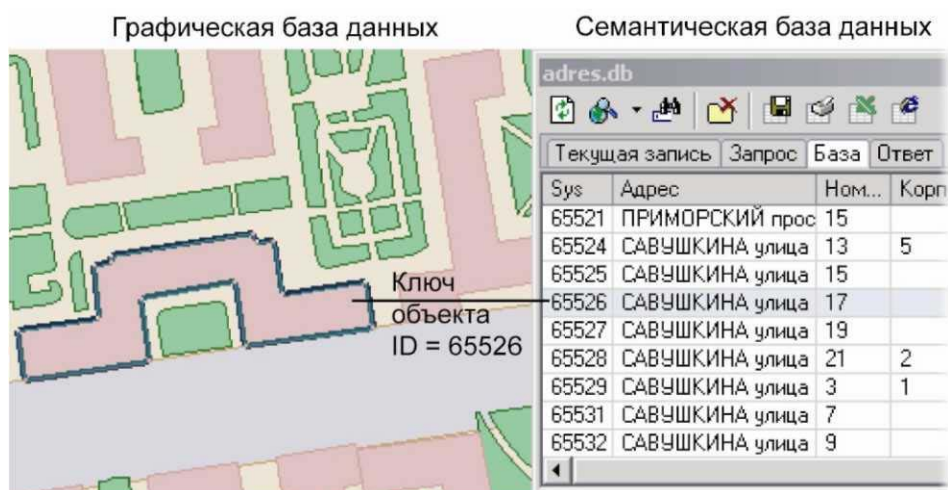 Графическая база данных
Семантическая база данных
adres.db
Текущая запись Запрос База Ответ
Sys Адрес Ном... Корп
65521 ПРИМОРСКИЙ прос 15
65524 САВУШКИНА улица 13 5
65525 САВУШКИНА улица 15
65526 САВУШКИНА улица 17
65527 САВУШКИНА улица 19
65528 САВУШКИНА улица 21 2
65529 САВУШКИНА улица 3 1
65531 САВУШКИНА улица 7
65532 САВУШКИНА улица 9
Ключ
объекта
ID = 65526